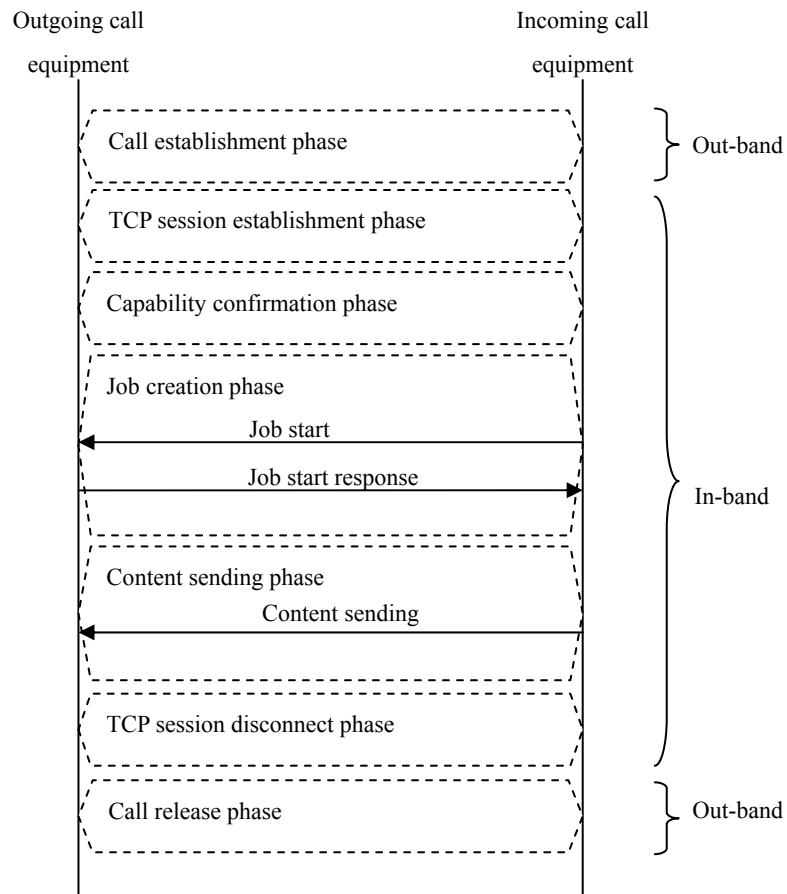 Outgoing call
equipment
Incoming call
equipment
Call establishment phase
Out-band
TCP session establishment phase
Capability confirmation phase
Job creation phase
Job start
Job start response
In-band
Content sending phase
Content sending
TCP session disconnect phase
Call release phase
Out-band